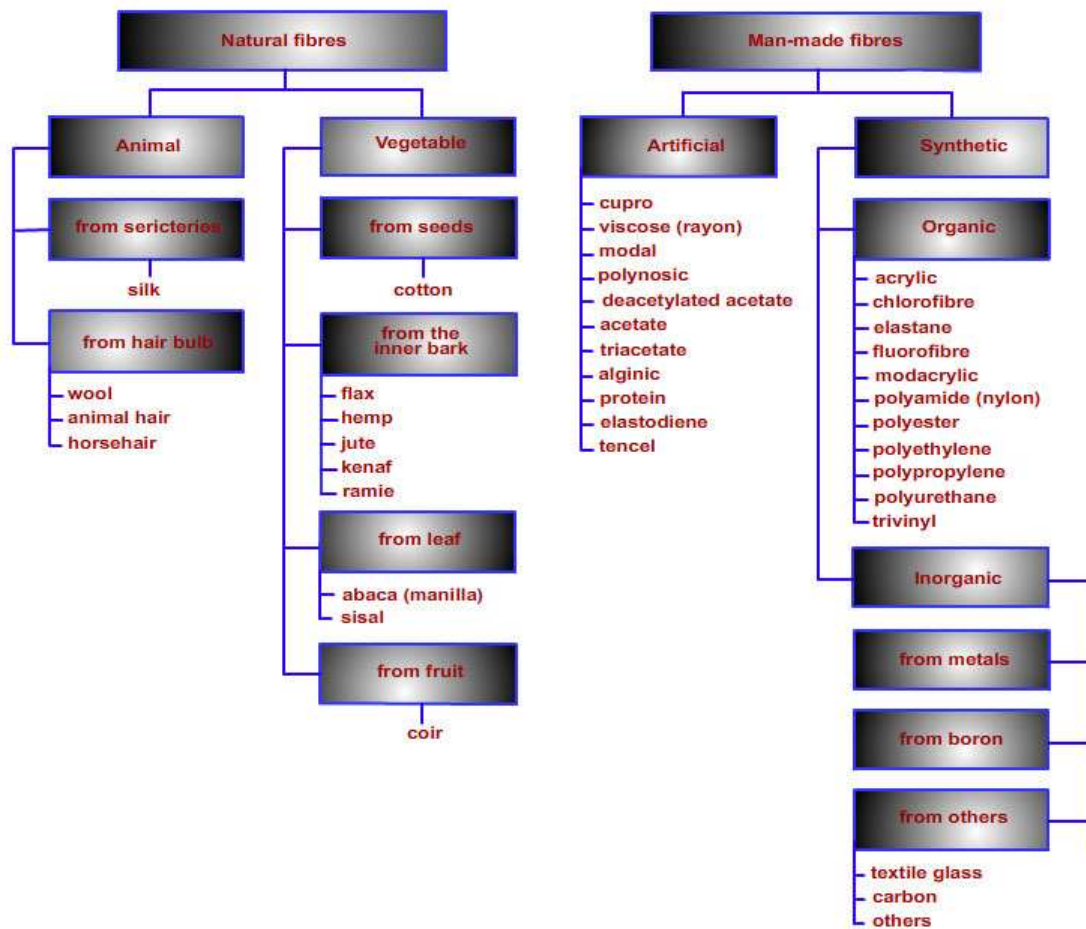 Natural fibres
Animal
from sericteries
silk
from hair bulb
wool
animal hair
horsehair
Vegetable
from seeds
cotton
from the
inner bark
flax
hemp
jute
kenaf
ramie
from leaf
abaca (manilla)
sisal
from fruit
coir
Man-made fibres
Artificial
cupro
viscose (rayon)
modal
polynosic
deacetylated acetate
acetate
triacetate
alginic
protein
elastodiene
tencel
Synthetic
Organic
acrylic
chlorofibre
elastane
fluorofibre
modacrylic
polyamide (nylon)
polyester
polyethylene
polypropylene
polyurethane
trivinyl
Inorganic
from metals
from boron
from others
textile glass
carbon
others